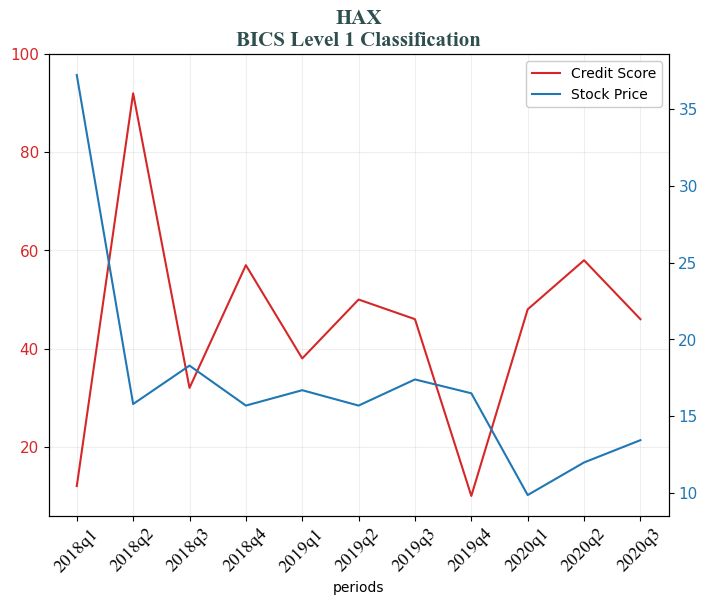 HAX
BICS Level 1 Classification
Credit Score
Stock Price
100
80
60
40
20
35
30
25
20
15
10
2018q1
2018q2
2018q3
2018q4
2019q1
2019q2
2019q3
2019q4
2020q1
2020q2
2020q3
periods